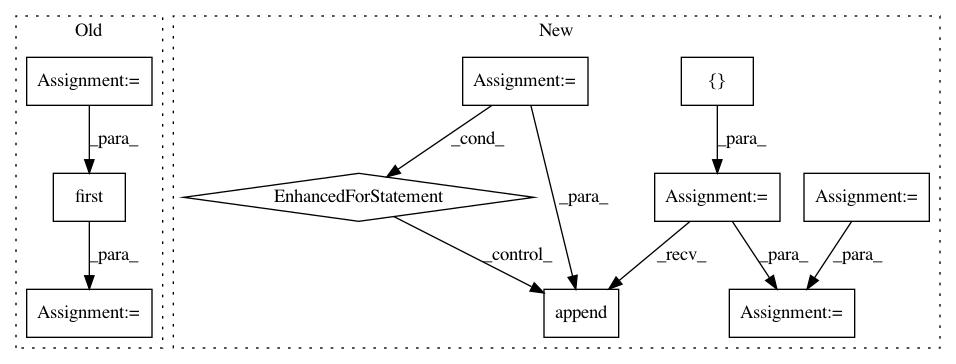 Old
New
Assignment:=
Assignment:=
{}
_para_
_cond_
_para_
first
EnhancedForStatement
_para_
Assignment:=
Assignment:=
_para_
_control_
_recv_
_para_
_para_
Assignment:=
append
Assignment:=